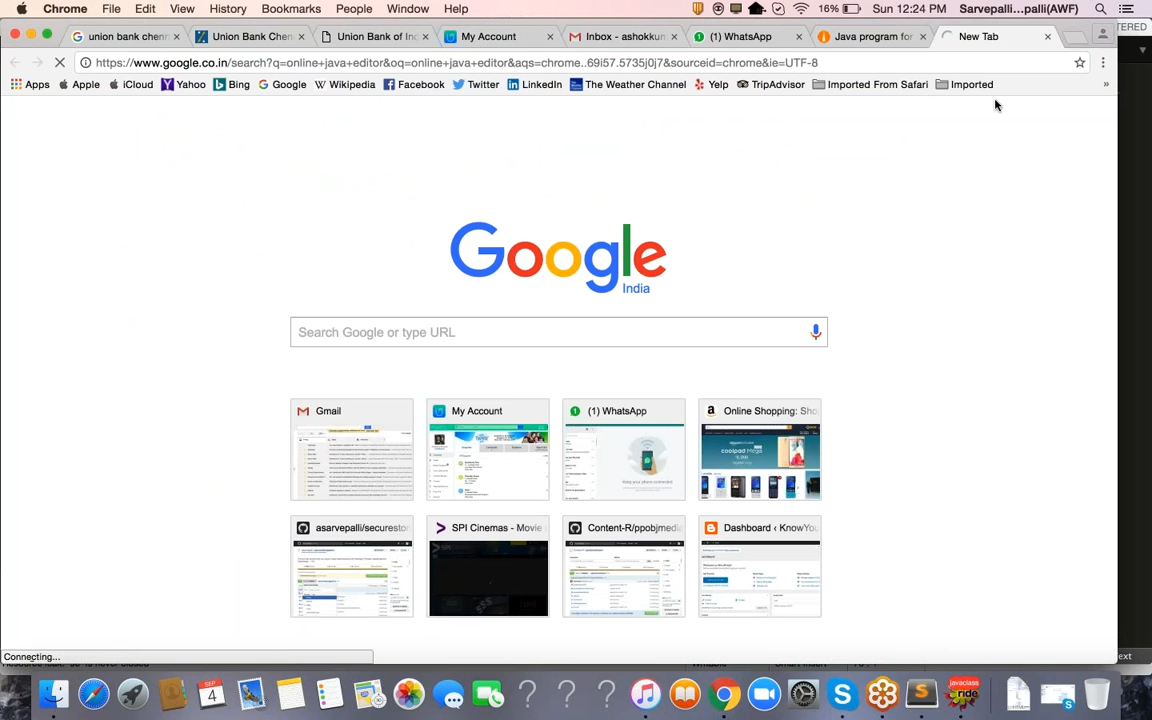 Chrome File Edit View History Bookmarks People Window Help 16% Sun 12:24 PM Sarvepalli...palli(AWF)
union bank chenn Union Bank Chen Union Bank of Ind My Account Inbox - ashokkum (1) WhatsApp Java program for New Tab
https://www.google.co.in/search?q=online+java+editor&oq=online+java+editor&aqs=chrome..69i57.5735j0j7&sourceid=chrome&ie=UTF-8
Apps Apple iCloud Yahoo Bing Google Wikipedia Facebook Twitter LinkedIn The Weather Channel Yelp TripAdvisor Imported From Safari Imported »
Google
India
Search Google or type URL
Gmail My Account (1) WhatsApp Online Shopping: Sho
asarvepalli/securesto SPI Cinemas - Movie Content-R/ppobjmedia Dashboard ‹ KnowYo
Connecting...